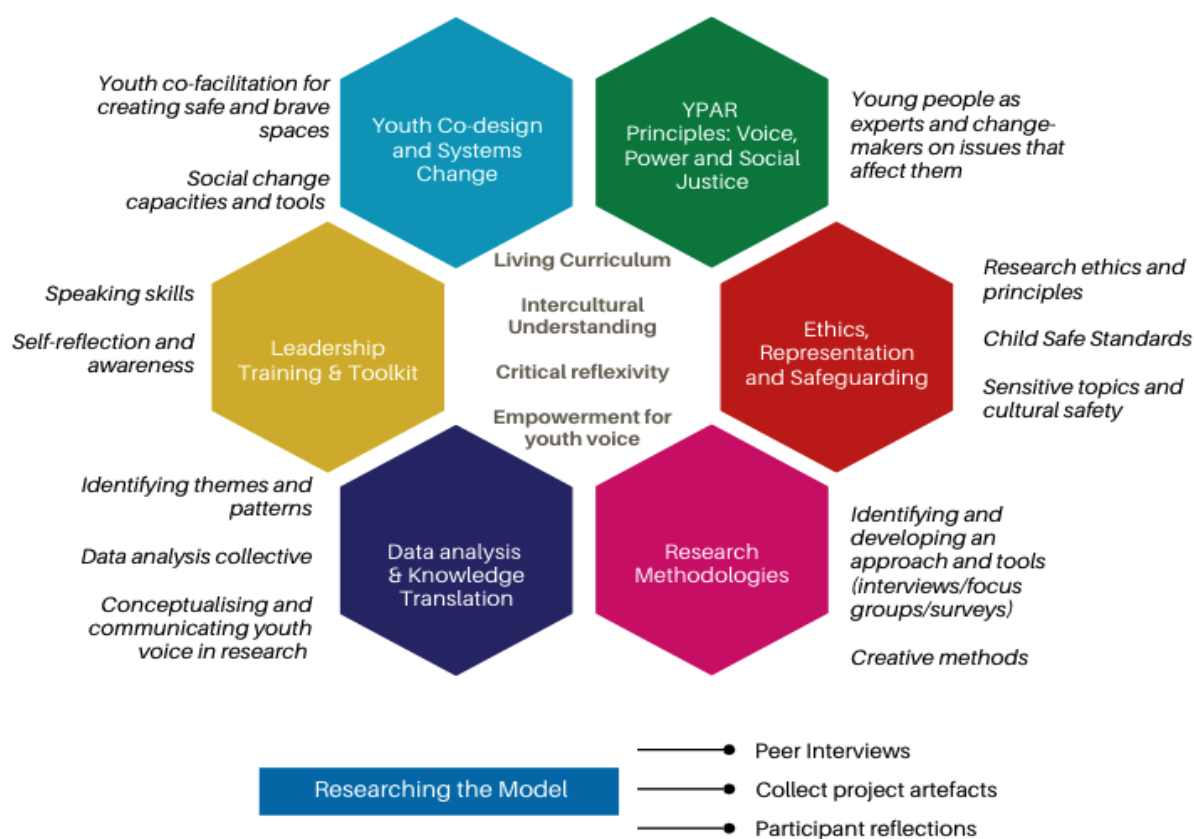 Youth co-facilitation for
creating safe and brave
spaces
Social change
capacities and tools
Youth Co-design
and Systems
Change
YPAR
Principles: Voice,
Power and Social
Justice
Young people as
experts and change-
makers on issues that
affect them
Speaking skills
Self-reflection and
awareness
Leadership
Training & Toolkit
Living Curriculum
Intercultural
Understanding
Critical reflexivity
Empowerment for
youth voice
Ethics,
Representation
and Safeguarding
Research ethics and
principles
Child Safe Standards
Sensitive topics and
cultural safety
Identifying themes and
patterns
Data analysis collective
Conceptualising and
communicating youth
voice in research
Data analysis
& Knowledge
Translation
Research
Methodologies
Identifying and
developing an
approach and tools
(interviews/focus
groups/surveys)
Creative methods
Researching the Model
Peer Interviews
Collect project artefacts
Participant reflections